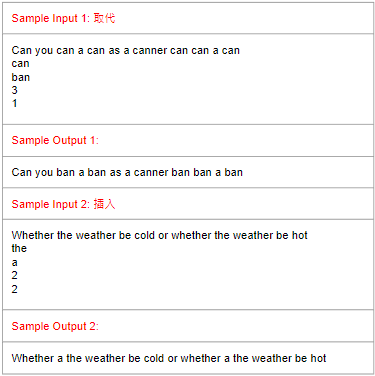 Sample Input 1: 取代
Can you can a can as a canner can can a can
can
ban
3
1
Sample Output 1:
Can you ban a ban as a canner ban ban a ban
Sample Input 2: 插入
Whether the weather be cold or whether the weather be hot
the
a
2
2
Sample Output 2:
Whether a the weather be cold or whether a the weather be hot